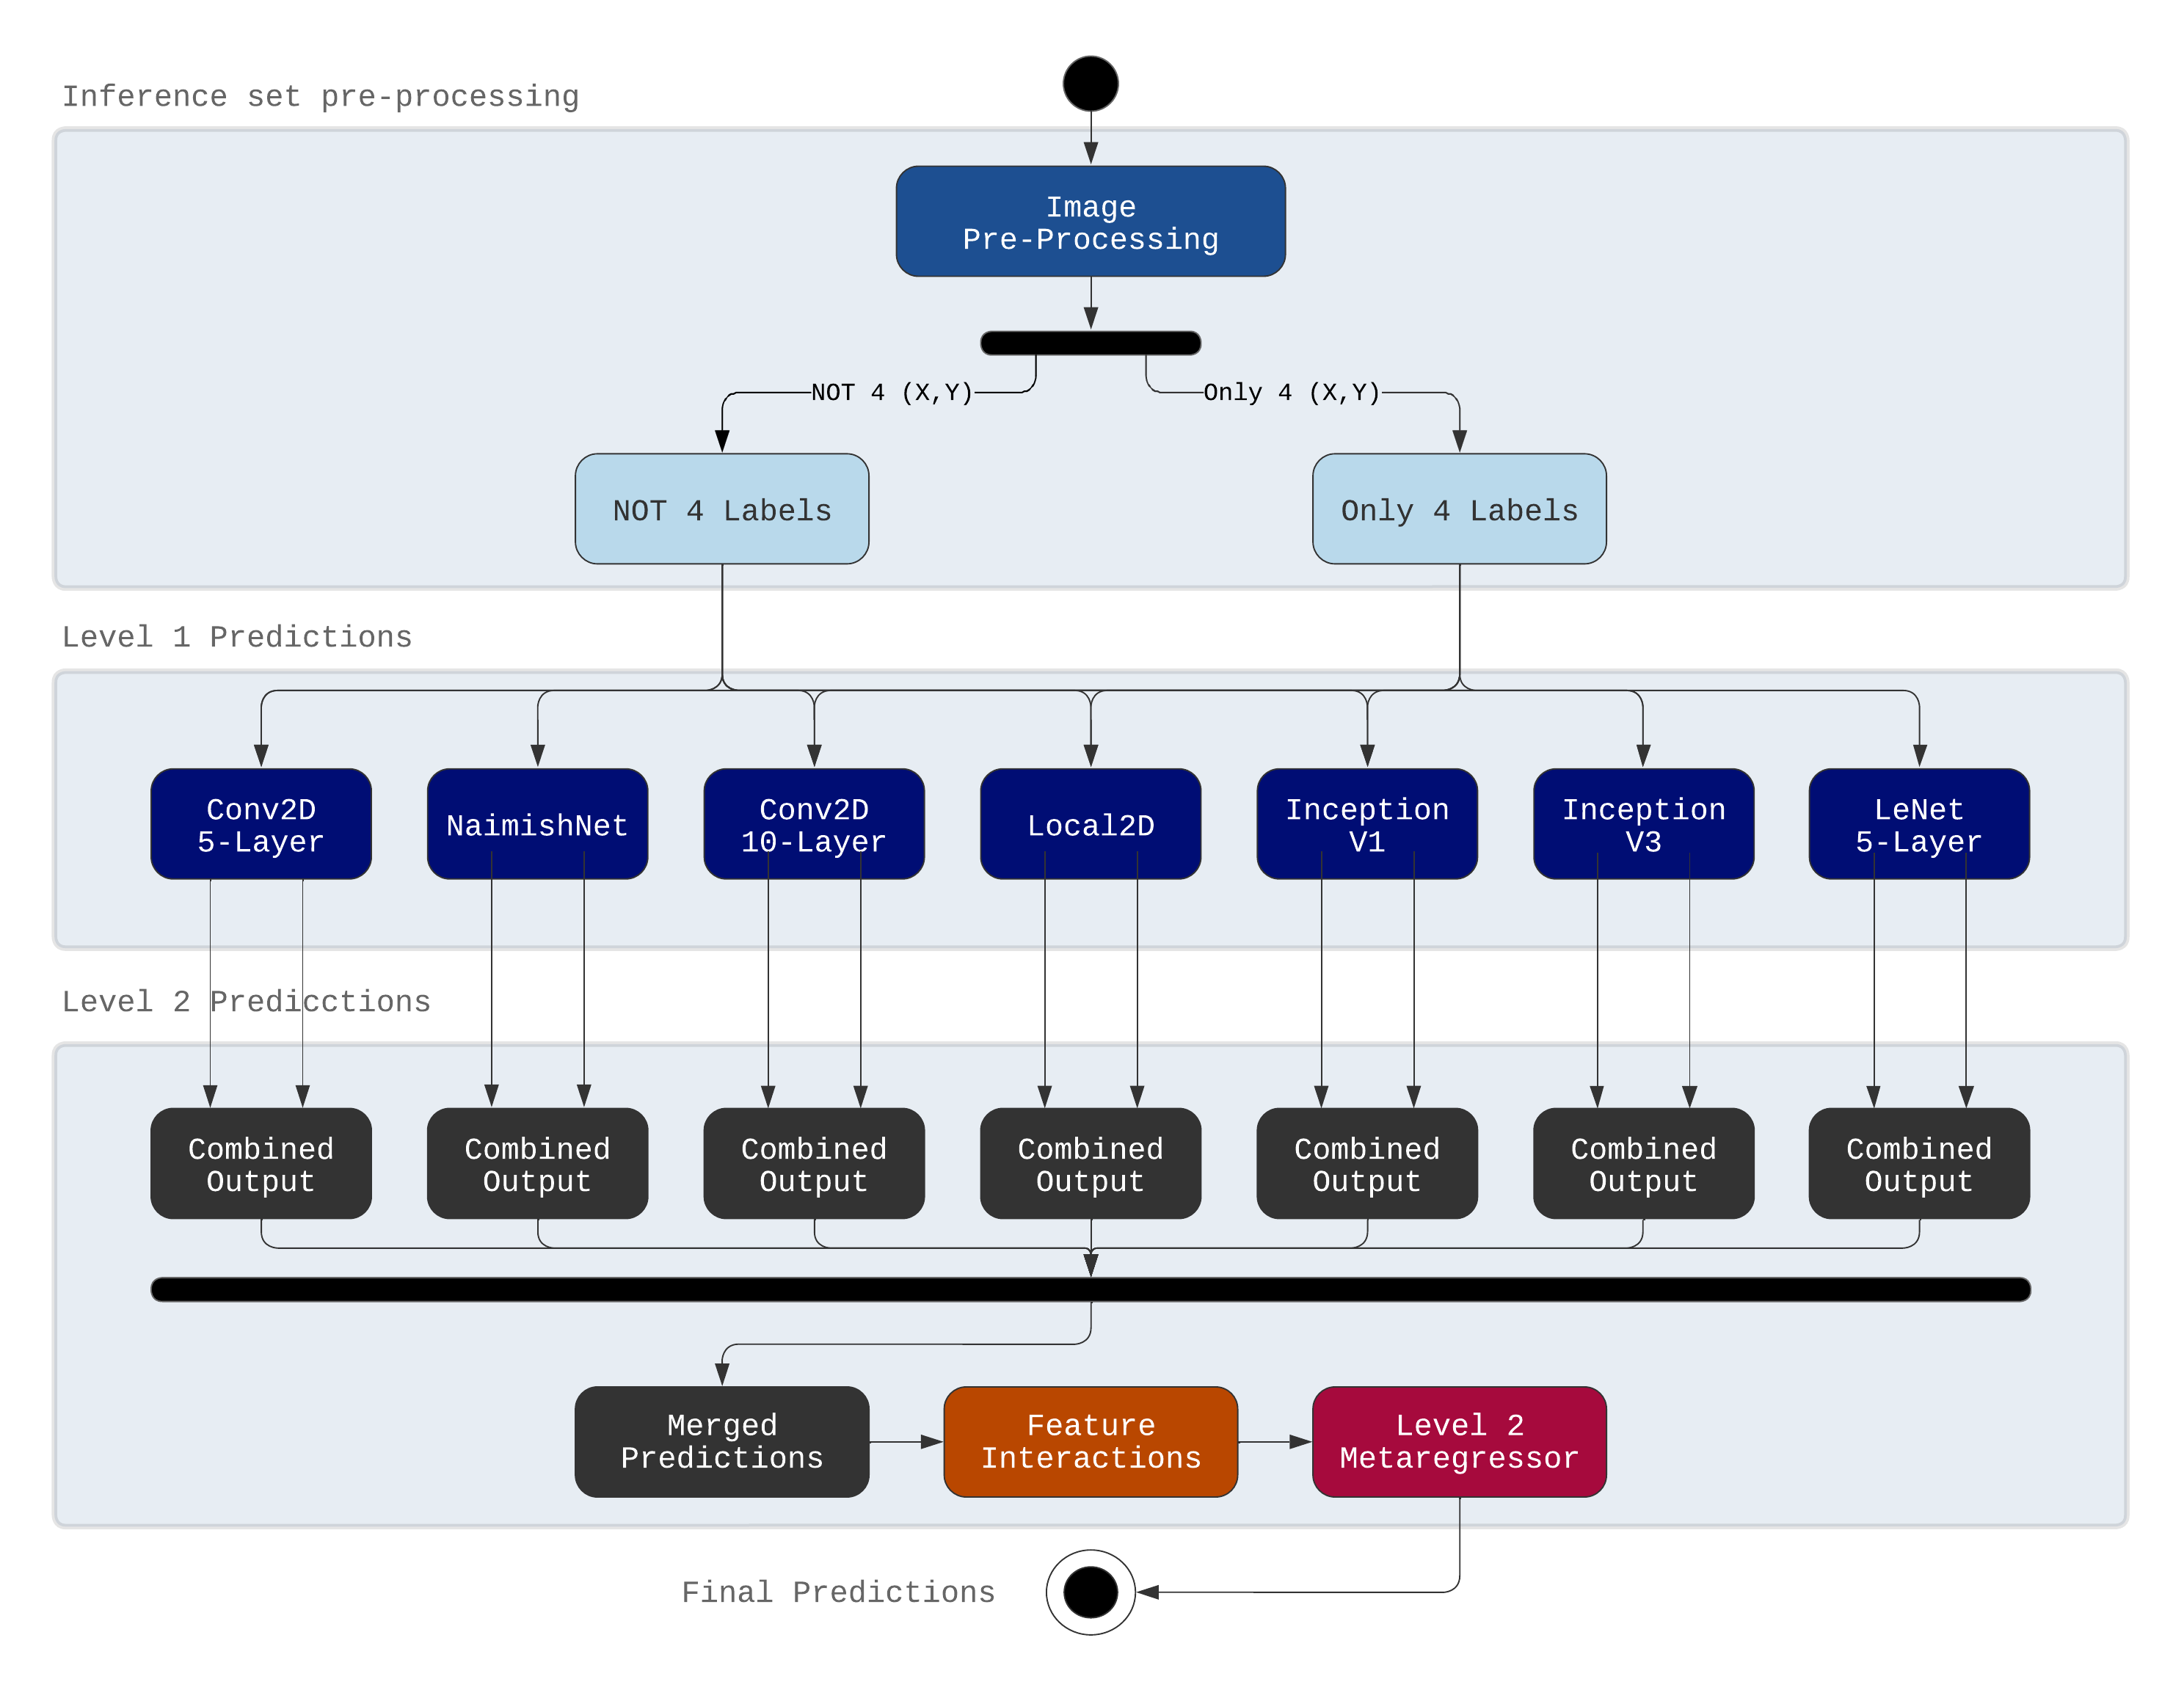 Inference set pre-processing
Image
Pre-Processing
NOT 4 (X,Y)
Only 4 (X,Y)
NOT 4 Labels
Only 4 Labels
Level 1 Predictions
Conv2D
5-Layer
NaimishNet
Conv2D
10-Layer
Local2D
Inception
V1
Inception
V3
LeNet
5-Layer
Level 2 Predicctions
Combined
Output
Combined
Output
Combined
Output
Combined
Output
Combined
Output
Combined
Output
Combined
Output
Merged
Predictions
Feature
Interactions
Level 2
Metaregressor
Final Predictions